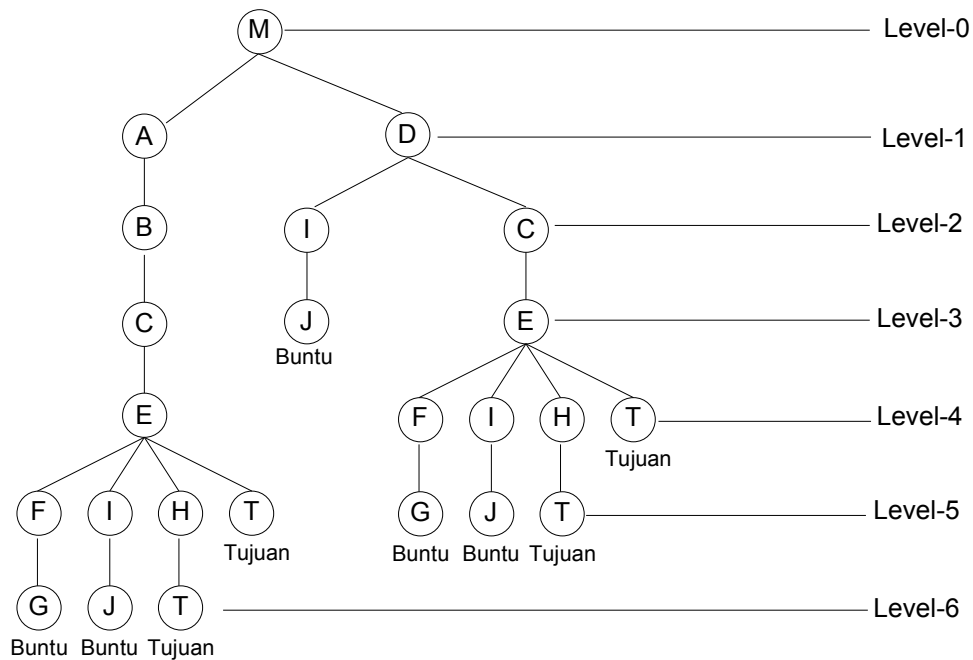 M Level-0
A D Level-1
B I C Level-2
C J E Level-3
Buntu
E F I H T Level-4
Tujuan
F I H T G J T Level-5
Tujuan Buntu Buntu Tujuan
G J T Level-6
Buntu Buntu Tujuan